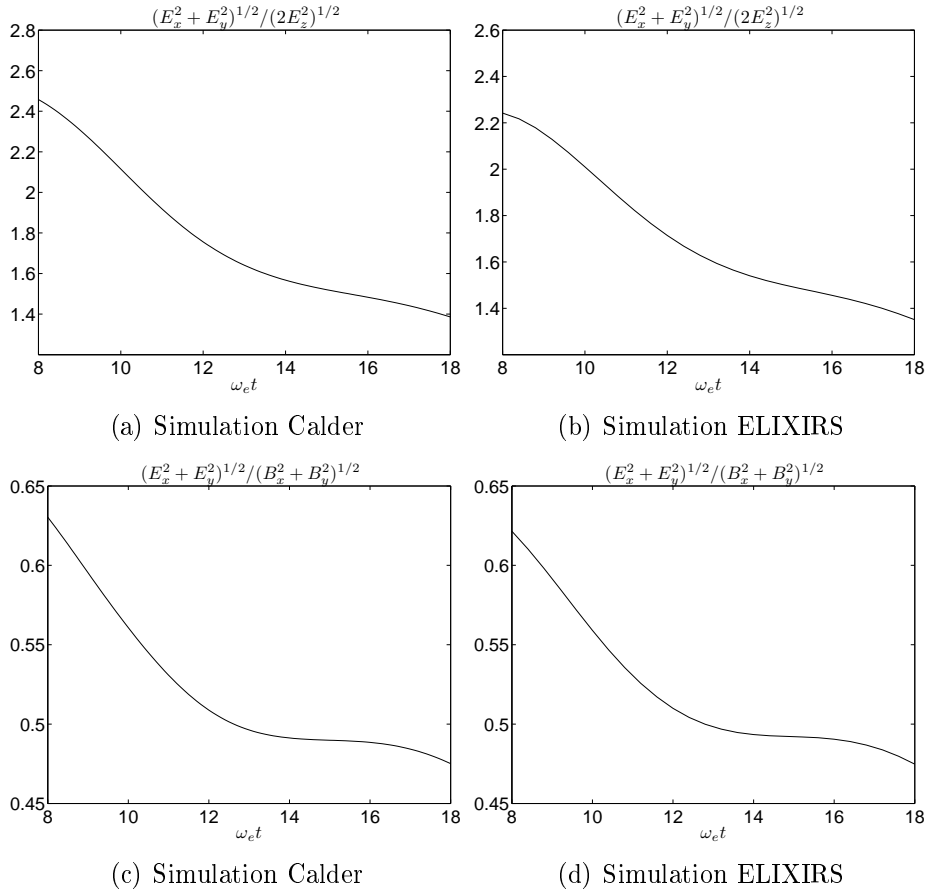 (E_x^2 + E_y^2)^{1/2}/(2E_z^2)^{1/2}
2.8
2.6
2.4
2.2
2
1.8
1.6
1.4
8 10 12 14 16 18
ω_e t
(a) Simulation Calder
(E_x^2 + E_y^2)^{1/2}/(2E_z^2)^{1/2}
2.6
2.4
2.2
2
1.8
1.6
1.4
8 10 12 14 16 18
ω_e t
(b) Simulation ELIXIRS
(E_x^2 + E_y^2)^{1/2}/(B_x^2 + B_y^2)^{1/2}
0.65
0.6
0.55
0.5
0.45
8 10 12 14 16 18
ω_e t
(c) Simulation Calder
(E_x^2 + E_y^2)^{1/2}/(B_x^2 + B_y^2)^{1/2}
0.65
0.6
0.55
0.5
0.45
8 10 12 14 16 18
ω_e t
(d) Simulation ELIXIRS